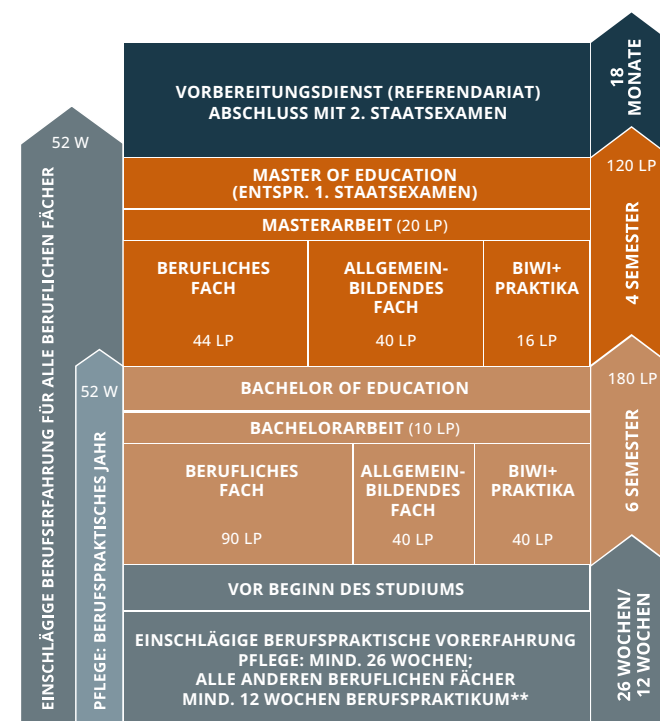 VORBEREITUNGSDIENST (REFERENDARIAT)
ABSCHLUSS MIT 2. STAATSEXAMEN
18
MONATE
52 W
EINSCHLÄGIGE BERUFSERFAHRUNG FÜR ALLE BERUFLICHEN FÄCHER
MASTER OF EDUCATION
(ENTSPR. 1. STAATSEXAMEN)
120 LP
4 SEMESTER
MASTERARBEIT (20 LP)
BERUFLICHES
FACH
44 LP
ALLGEMEIN-
BILDENDES
FACH
40 LP
BIWI+
PRAKTIKA
16 LP
52 W
PFLEGE: BERUFSPRAKTISCHES JAHR
BACHELOR OF EDUCATION
180 LP
6 SEMESTER
BACHELORARBEIT (10 LP)
BERUFLICHES
FACH
90 LP
ALLGEMEIN-
BILDENDES
FACH
40 LP
BIWI+
PRAKTIKA
40 LP
VOR BEGINN DES STUDIUMS
EINSCHLÄGIGE BERUFSPRAKTISCHE VORERFAHRUNG
PFLEGE: MIND. 26 WOCHEN;
ALLE ANDEREN BERUFLICHEN FÄCHER
MIND. 12 WOCHEN BERUFSPRAKTIKUM**
26 WOCHEN/
12 WOCHEN